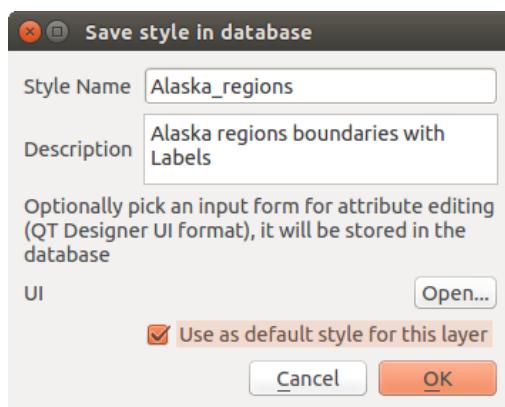 Save style in database
Style Name Alaska_regions
Description Alaska regions boundaries with
Labels
Optionally pick an input form for attribute editing
(QT Designer UI format), it will be stored in the
database
UI Open...
Use as default style for this layer
Cancel OK